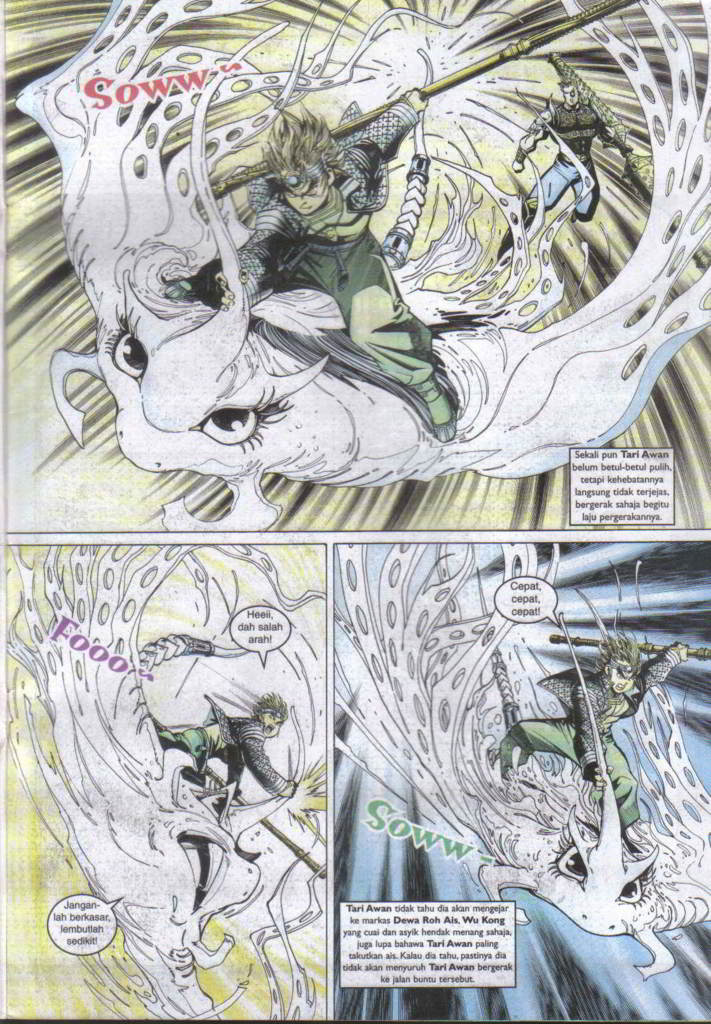 Soww~
Sekali pun Tari Awan
belum betul-betul pulih,
tetapi kehebatannya
langsung tidak terjejas,
bergerak sahaja begitu
laju pergerakannya.
Fooo~
Heeii,
dah salah
arah!
Jangan-
lah berkasar,
lembutlah
sedikit!
Cepat,
cepat,
cepat!
Soww~
Tari Awan tidak tahu dia akan mengejar
ke markas Dewa Roh Ais, Wu Kong
yang cuai dan asyik hendak menang sahaja,
juga lupa bahawa Tari Awan paling
takutkan ais. Kalau dia tahu, pastinya dia
tidak akan menyuruh Tari Awan bergerak
ke jalan buntu tersebut.